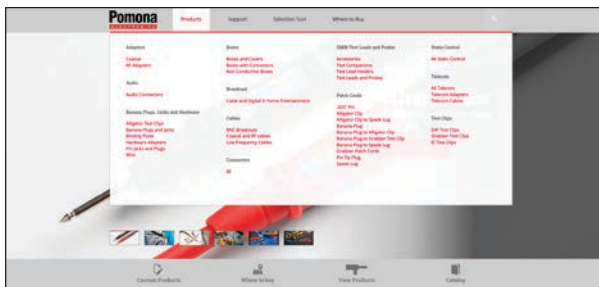 Pomona
ELECTRONICS
Products
Support
Selection Tool
Where to Buy
Adapters
Coaxial
RF Adapters
Audio
Audio Connectors
Banana Plugs, Jacks and Hardware
Alligator Test Clips
Banana Plugs and Jacks
Binding Posts
Hardware Adapters
Pin Jacks and Plugs
Wire
Boxes
Boxes and Covers
Boxes with Connectors
Non Conductive Boxes
Broadcast
Cable and Digital & Home Entertainment
Cables
BNC Breakouts
Coaxial and RF Cables
Low Frequency Cables
Connectors
RF
DMM Test Leads and Probes
Accessories
Test Companions
Test Lead Holders
Test Leads and Probes
Patch Cords
.025" Pin
Alligator Clip
Alligator Clip to Spade Lug
Banana Plug
Banana Plug to Alligator Clip
Banana Plug to Grabber Test Clip
Banana Plug to Spade Lug
Grabber Patch Cords
Pin Tip Plug
Spade Lug
Static Control
All Static Control
Telecom
All Telecom
Telecom Adapters
Telecom Cables
Test Clips
DIP Test Clips
Grabber Test Clips
IC Test Clips
Custom Products
Where to buy
View Products
Catalog